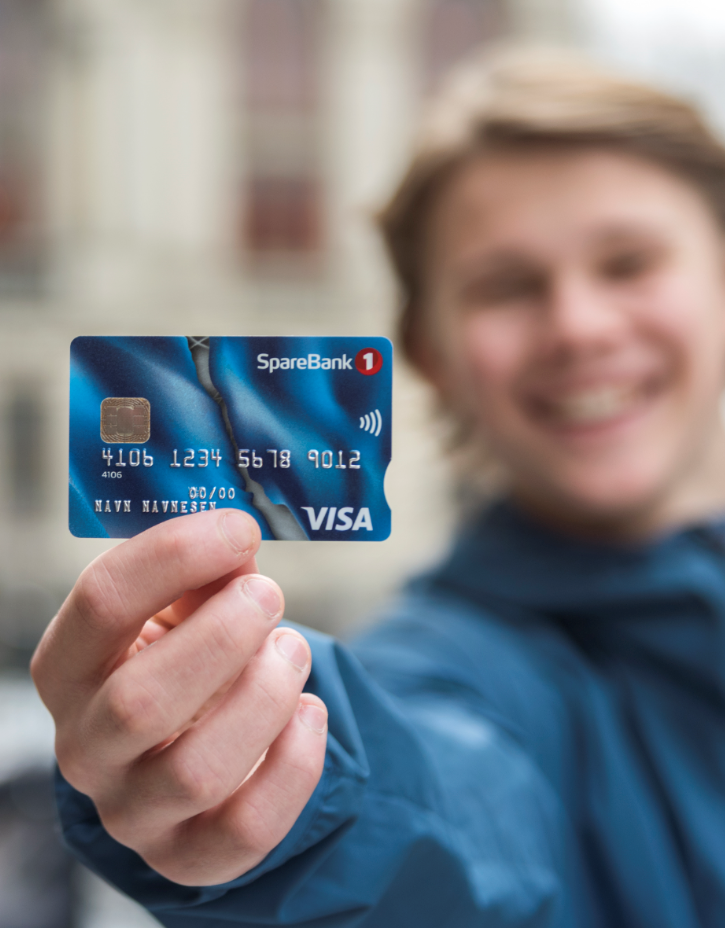 SpareBank 1
4106 1234 5678 9012
4106
00/00
NAVN NAVNESEN
VISA